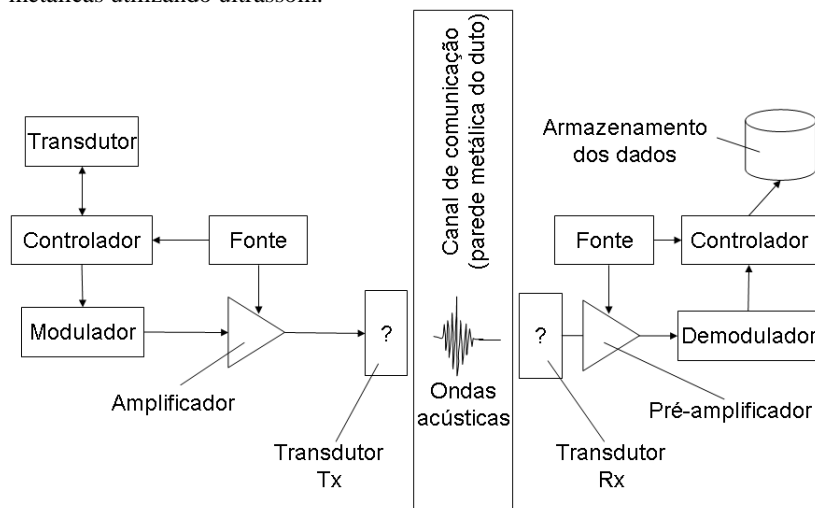 metálicas utilizando ultrassom.
Canal de comunicação
(parede metálica do duto)
Transdutor
Controlador
Fonte
Modulador
Amplificador
?
Transdutor
Tx
Ondas
acústicas
?
Transdutor
Rx
Armazenamento
dos dados
Fonte
Controlador
Demodulador
Pré-amplificador